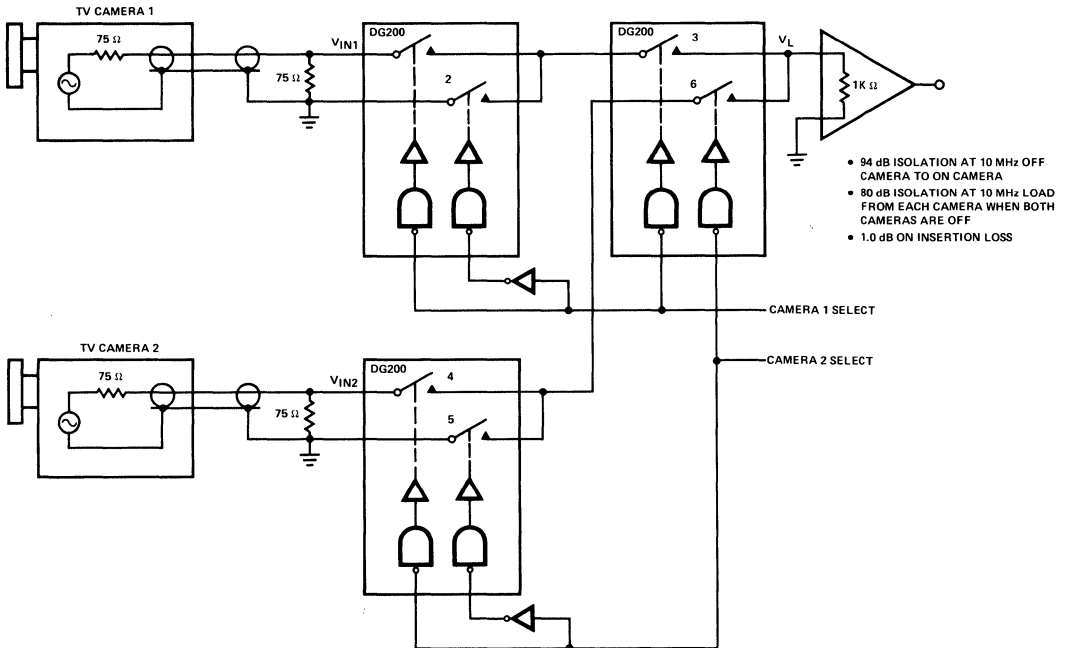 TV CAMERA 1
75 Ω
VIN1
75 Ω
DG200
2
DG200
3
6
VL
1K Ω
• 94 dB ISOLATION AT 10 MHz OFF
CAMERA TO ON CAMERA
• 80 dB ISOLATION AT 10 MHz LOAD
FROM EACH CAMERA WHEN BOTH
CAMERAS ARE OFF
• 1.0 dB ON INSERTION LOSS
CAMERA 1 SELECT
CAMERA 2 SELECT
TV CAMERA 2
75 Ω
VIN2
75 Ω
DG200
4
5